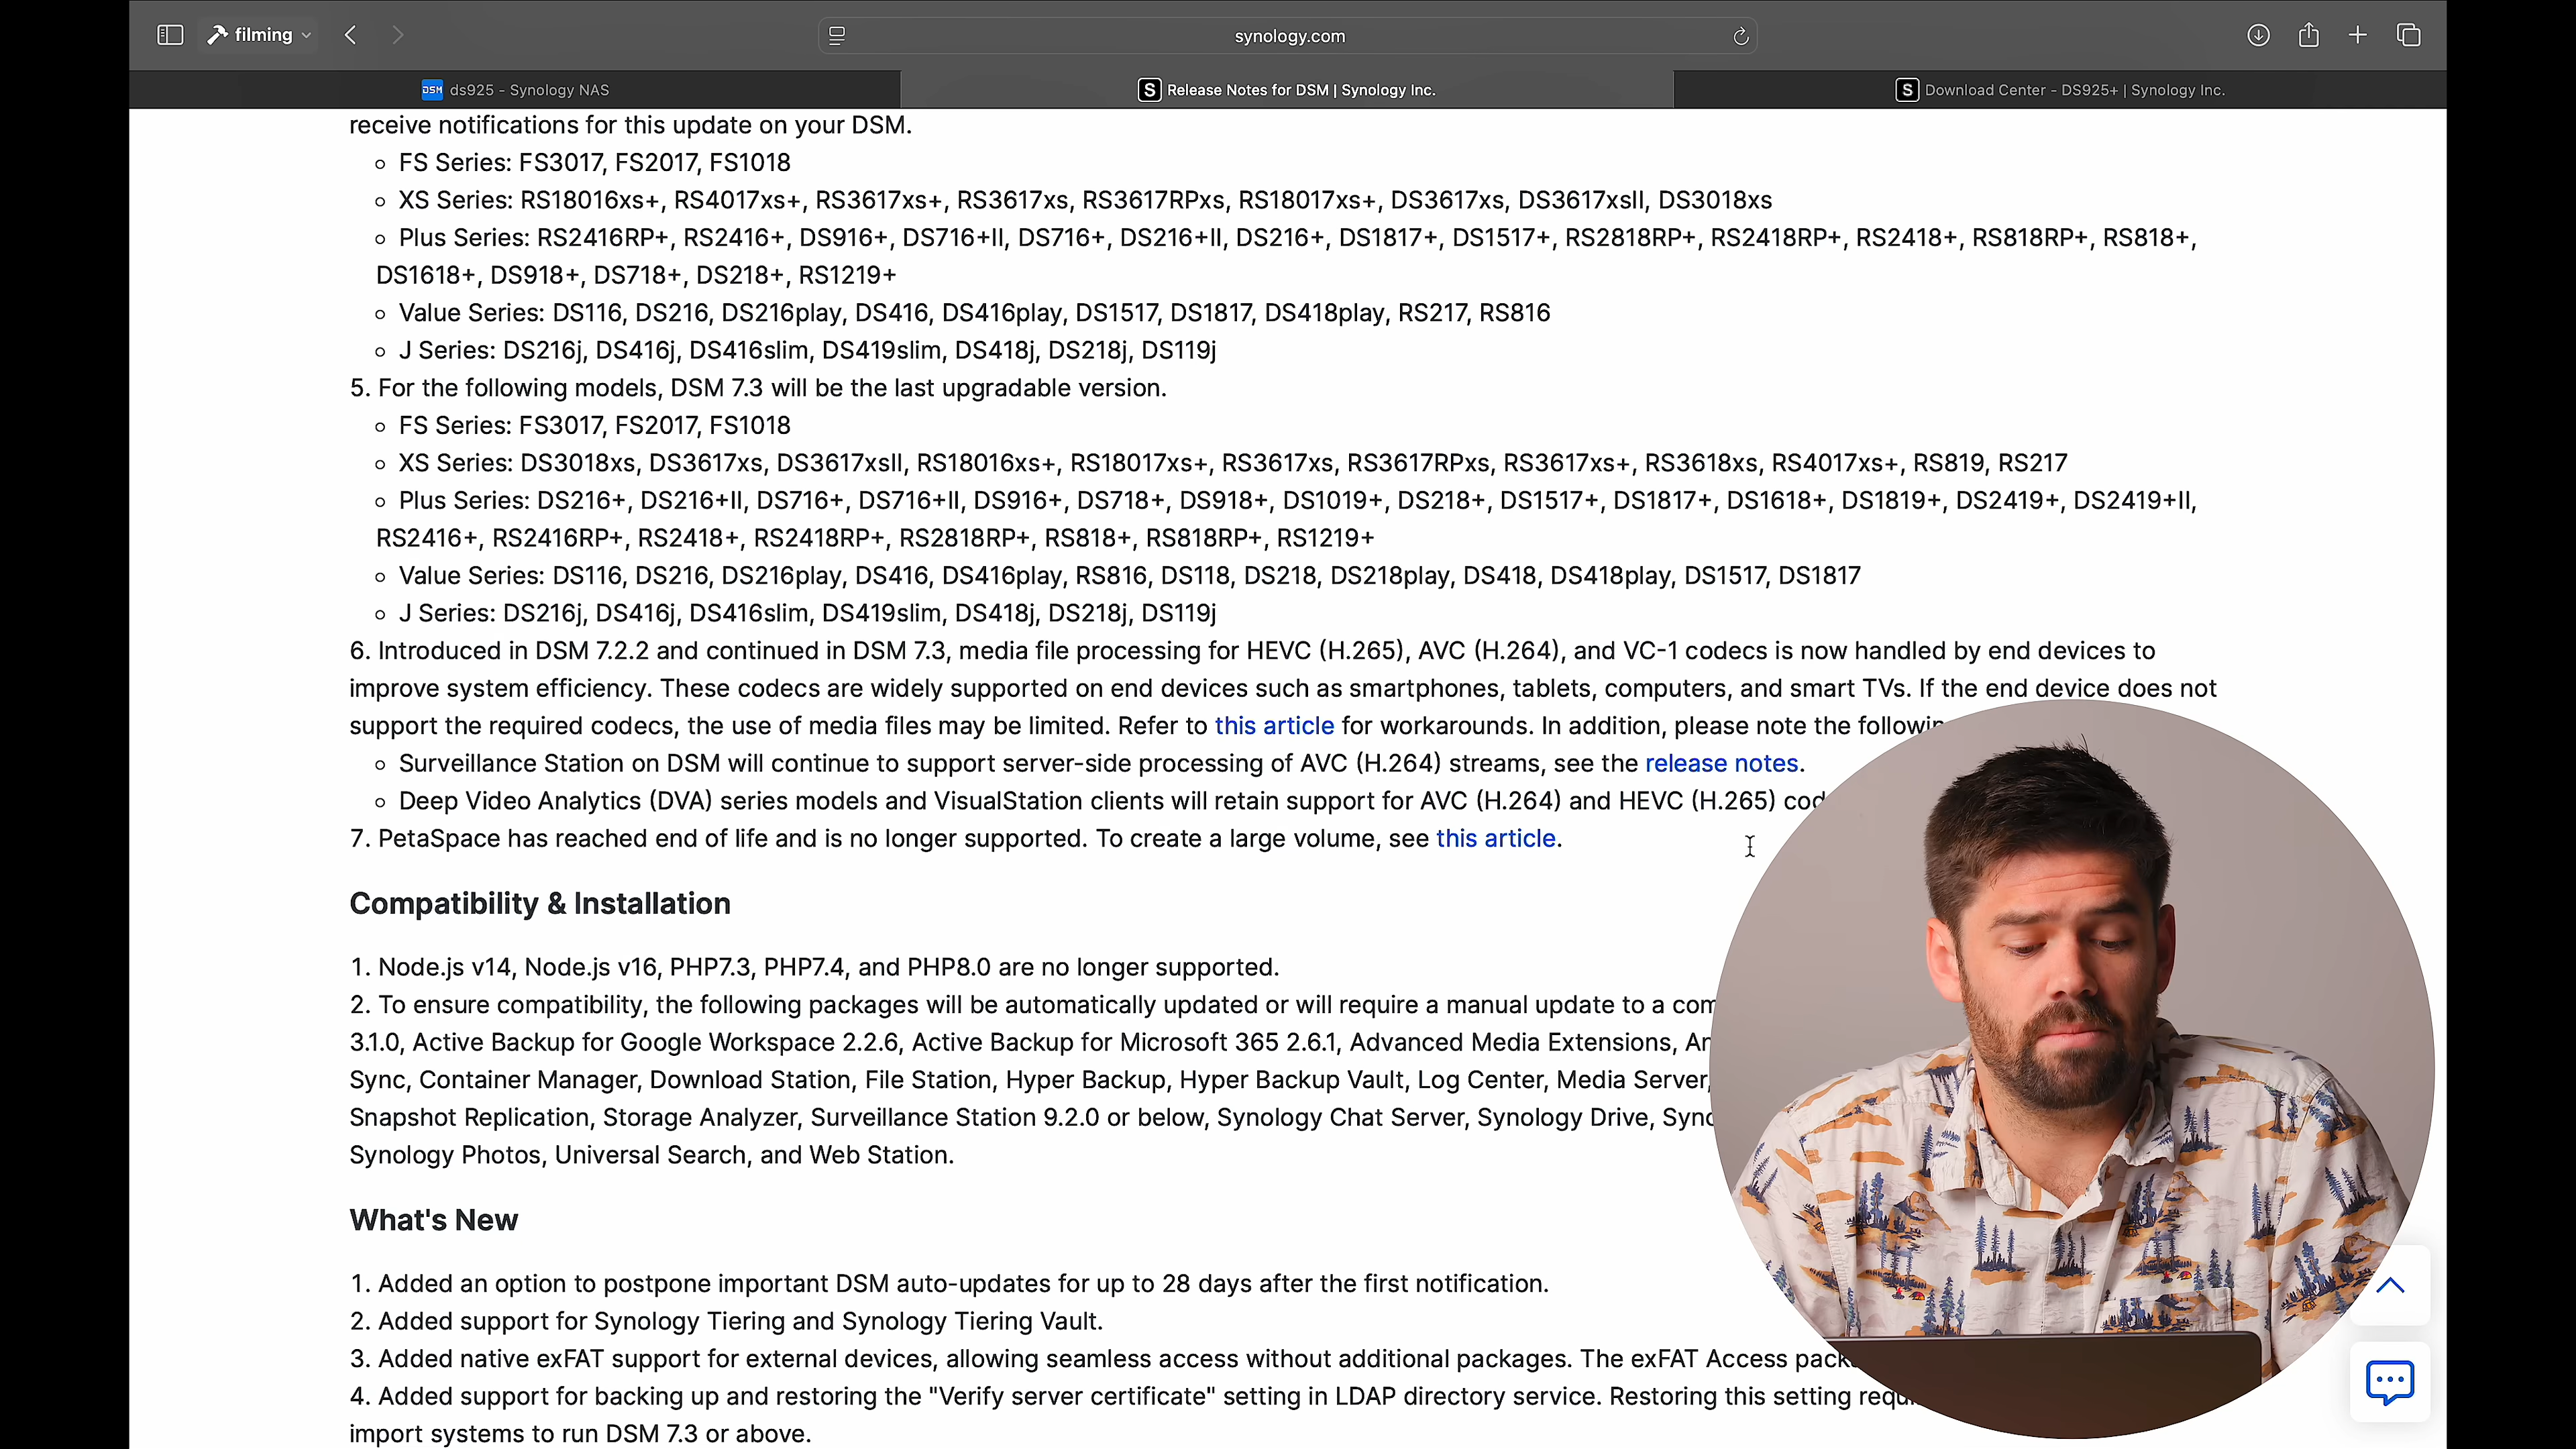 filming
synology.com
DSM ds925 - Synology NAS
S Release Notes for DSM | Synology Inc.
S Download Center - DS925+ | Synology Inc.
receive notifications for this update on your DSM.
FS Series: FS3017, FS2017, FS1018
XS Series: RS18016xs+, RS4017xs+, RS3617xs+, RS3617xs, RS3617RPxs, RS18017xs+, DS3617xs, DS3617xsII, DS3018xs
Plus Series: RS2416RP+, RS2416+, DS916+, DS716+II, DS716+, DS216+II, DS216+, DS1817+, DS1517+, RS2818RP+, RS2418RP+, RS2418+, RS818RP+, RS818+,
DS1618+, DS918+, DS718+, DS218+, RS1219+
Value Series: DS116, DS216, DS216play, DS416, DS416play, DS1517, DS1817, DS418play, RS217, RS816
J Series: DS216j, DS416j, DS416slim, DS419slim, DS418j, DS218j, DS119j
5. For the following models, DSM 7.3 will be the last upgradable version.
FS Series: FS3017, FS2017, FS1018
XS Series: DS3018xs, DS3617xs, DS3617xsII, RS18016xs+, RS18017xs+, RS3617xs, RS3617RPxs, RS3617xs+, RS3618xs, RS4017xs+, RS819, RS217
Plus Series: DS216+, DS216+II, DS716+, DS716+II, DS916+, DS718+, DS918+, DS1019+, DS218+, DS1517+, DS1817+, DS1618+, DS1819+, DS2419+, DS2419+II,
RS2416+, RS2416RP+, RS2418+, RS2418RP+, RS2818RP+, RS818+, RS818RP+, RS1219+
Value Series: DS116, DS216, DS216play, DS416, DS416play, RS816, DS118, DS218, DS218play, DS418, DS418play, DS1517, DS1817
J Series: DS216j, DS416j, DS416slim, DS419slim, DS418j, DS218j, DS119j
6. Introduced in DSM 7.2.2 and continued in DSM 7.3, media file processing for HEVC (H.265), AVC (H.264), and VC-1 codecs is now handled by end devices to
improve system efficiency. These codecs are widely supported on end devices such as smartphones, tablets, computers, and smart TVs. If the end device does not
support the required codecs, the use of media files may be limited. Refer to this article for workarounds. In addition, please note the
Surveillance Station on DSM will continue to support server-side processing of AVC (H.264) streams, see the release notes.
Deep Video Analytics (DVA) series models and VisualStation clients will retain support for AVC (H.264) and HEVC (H.265)
7. PetaSpace has reached end of life and is no longer supported. To create a large volume, see this article.
Compatibility & Installation
1. Node.js v14, Node.js v16, PHP7.3, PHP7.4, and PHP8.0 are no longer supported.
2. To ensure compatibility, the following packages will be automatically updated or will require a manual update to a
3.1.0, Active Backup for Google Workspace 2.2.6, Active Backup for Microsoft 365 2.6.1, Advanced Media Extensions,
Sync, Container Manager, Download Station, File Station, Hyper Backup, Hyper Backup Vault, Log Center, Media Server,
Snapshot Replication, Storage Analyzer, Surveillance Station 9.2.0 or below, Synology Chat Server, Synology Drive,
Synology Photos, Universal Search, and Web Station.
What's New
1. Added an option to postpone important DSM auto-updates for up to 28 days after the first notification.
2. Added support for Synology Tiering and Synology Tiering Vault.
3. Added native exFAT support for external devices, allowing seamless access without additional packages. The exFAT Access
4. Added support for backing up and restoring the "Verify server certificate" setting in LDAP directory service. Restoring this setting
import systems to run DSM 7.3 or above.